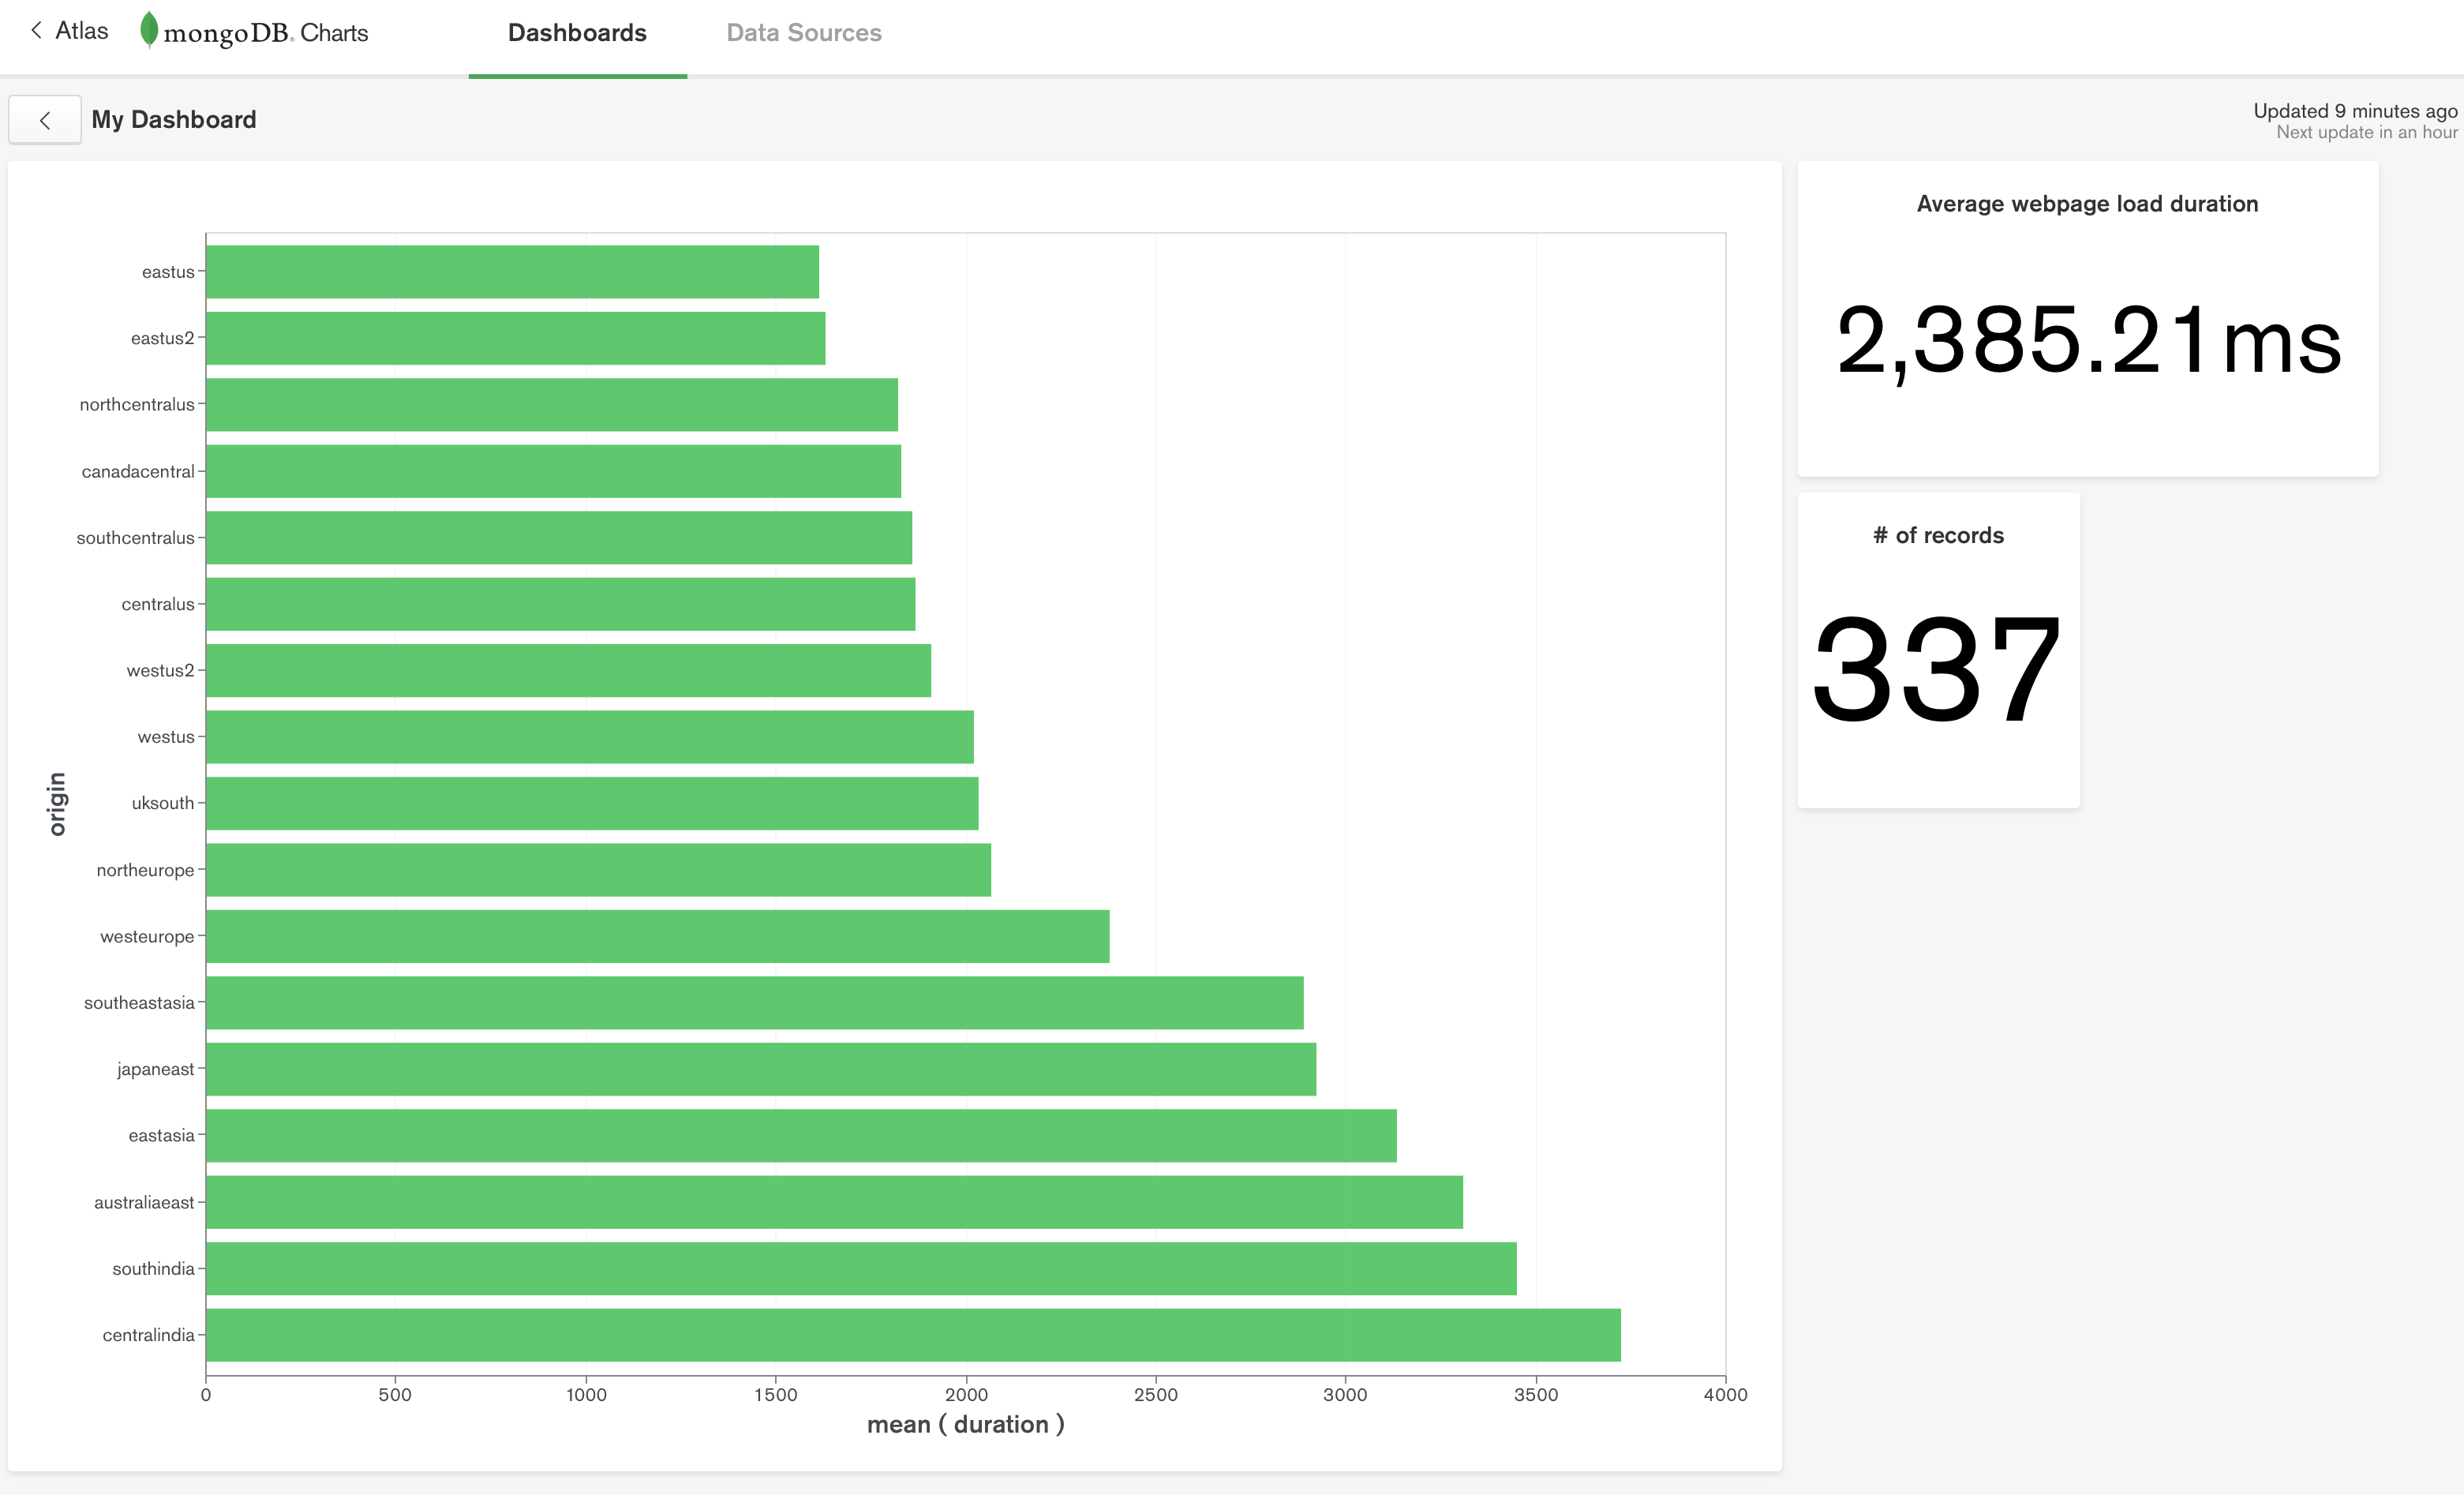 Atlas
mongoDB. Charts
Dashboards
Data Sources
My Dashboard
Updated 9 minutes ago
Next update in an hour
origin
eastus
eastus2
northcentralus
canadacentral
southcentralus
centralus
westus2
westus
uksouth
northeurope
westeurope
southeastasia
japaneast
eastasia
australiaeast
southindia
centralindia
0 500 1000 1500 2000 2500 3000 3500 4000
mean ( duration )
Average webpage load duration
2,385.21ms
# of records
337